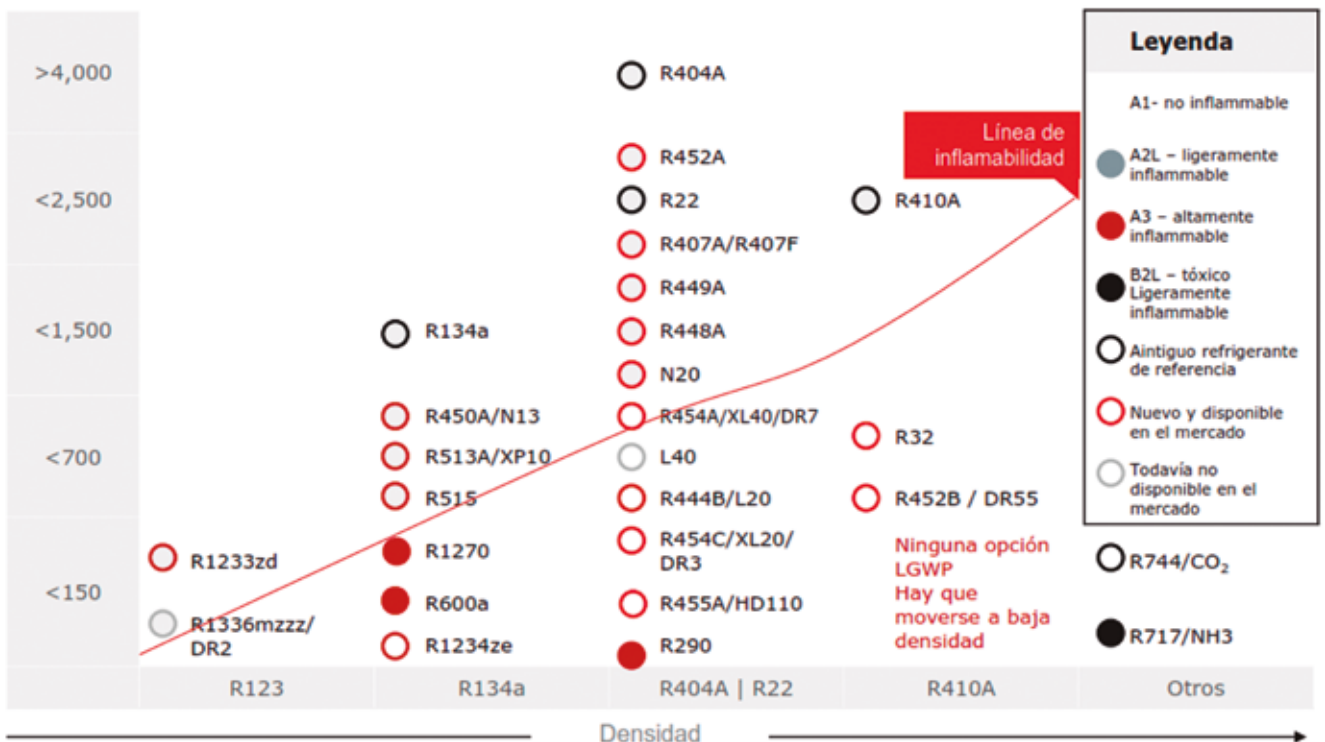 >4,000
<2,500
<1,500
<700
<150
R1233zd
R1336mzzz/
DR2
R134a
R450A/N13
R513A/XP10
R515
R1270
R600a
R1234ze
R404A
R452A
R22
R407A/R407F
R449A
R448A
N20
R454A/XL40/DR7
L40
R444B/L20
R454C/XL20/
DR3
R455A/HD110
R290
Línea de
inflamabilidad
R410A
R32
R452B / DR55
Ninguna opción
LGWP
Hay que
moverse a baja
densidad
Leyenda
A1- no inflammable
A2L – ligeramente
inflammable
A3 – altamente
inflammable
B2L – tóxico
Ligeramente
inflammable
Aintiguo refrigerante
de referencia
Nuevo y disponible
en el mercado
Todavía no
disponible en el
mercado
R744/CO₂
R717/NH3
R123
R134a
R404A | R22
R410A
Otros
Densidad